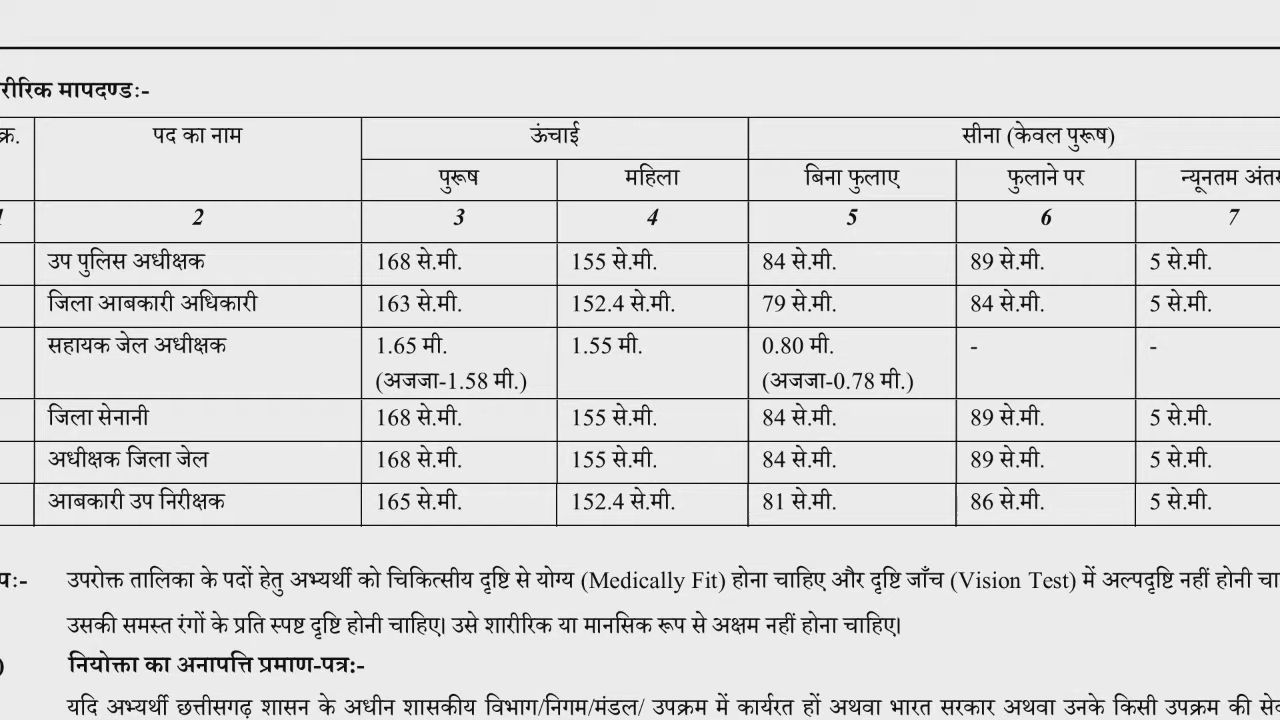 रीरिक मापदण्डः-
क्र. पद का नाम ऊंचाई सीना (केवल पुरूष)
पुरूष महिला बिना फुलाए फुलाने पर न्यूनतम अंतर
1 2 3 4 5 6 7
उप पुलिस अधीक्षक 168 से.मी. 155 से.मी. 84 से.मी. 89 से.मी. 5 से.मी.
जिला आबकारी अधिकारी 163 से.मी. 152.4 से.मी. 79 से.मी. 84 से.मी. 5 से.मी.
सहायक जेल अधीक्षक 1.65 मी. 1.55 मी. 0.80 मी. - -
(अजजा-1.58 मी.) (अजजा-0.78 मी.)
जिला सेनानी 168 से.मी. 155 से.मी. 84 से.मी. 89 से.मी. 5 से.मी.
अधीक्षक जिला जेल 168 से.मी. 155 से.मी. 84 से.मी. 89 से.मी. 5 से.मी.
आबकारी उप निरीक्षक 165 से.मी. 152.4 से.मी. 81 से.मी. 86 से.मी. 5 से.मी.
पः- उपरोक्त तालिका के पदों हेतु अभ्यर्थी को चिकित्सीय दृष्टि से योग्य (Medically Fit) होना चाहिए और दृष्टि जाँच (Vision Test) में अल्पदृष्टि नहीं होनी चा
उसकी समस्त रंगों के प्रति स्पष्ट दृष्टि होनी चाहिए। उसे शारीरिक या मानसिक रूप से अक्षम नहीं होना चाहिए।
) नियोक्ता का अनापत्ति प्रमाण-पत्र:-
यदि अभ्यर्थी छत्तीसगढ़ शासन के अधीन शासकीय विभाग/निगम/मंडल/ उपक्रम में कार्यरत हों अथवा भारत सरकार अथवा उनके किसी उपक्रम की से